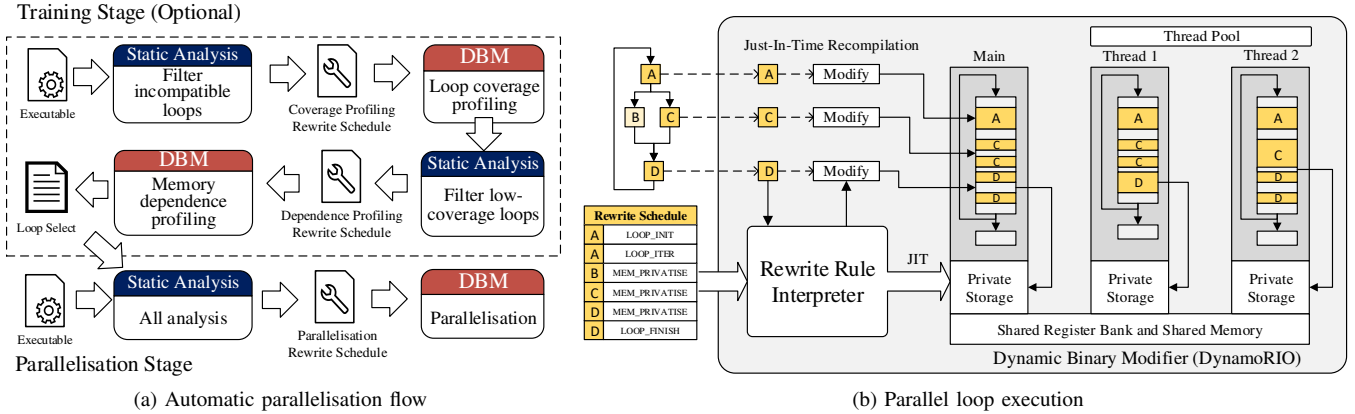 Training Stage (Optional)
Executable
Static Analysis
Filter
incompatible
loops
Coverage Profiling
Rewrite Schedule
DBM
Loop coverage
profiling
Loop Select
DBM
Memory
dependence
profiling
Dependence Profiling
Rewrite Schedule
Static Analysis
Filter low-
coverage loops
Executable
Static Analysis
All analysis
Parallelisation
Rewrite Schedule
DBM
Parallelisation
Parallelisation Stage
(a) Automatic parallelisation flow
Just-In-Time Recompilation
Thread Pool
Main
Thread 1
Thread 2
A
A
Modify
B
C
C
Modify
D
D
Modify
A
C
C
D
D
A
C
C
D
D
A
C
D
D
Rewrite Schedule
A LOOP_INIT
A LOOP_ITER
B MEM_PRIVATISE
C MEM_PRIVATISE
D MEM_PRIVATISE
D LOOP_FINISH
Rewrite Rule
Interpreter
JIT
Private
Storage
Private
Storage
Private
Storage
Shared Register Bank and Shared Memory
Dynamic Binary Modifier (DynamoRIO)
(b) Parallel loop execution